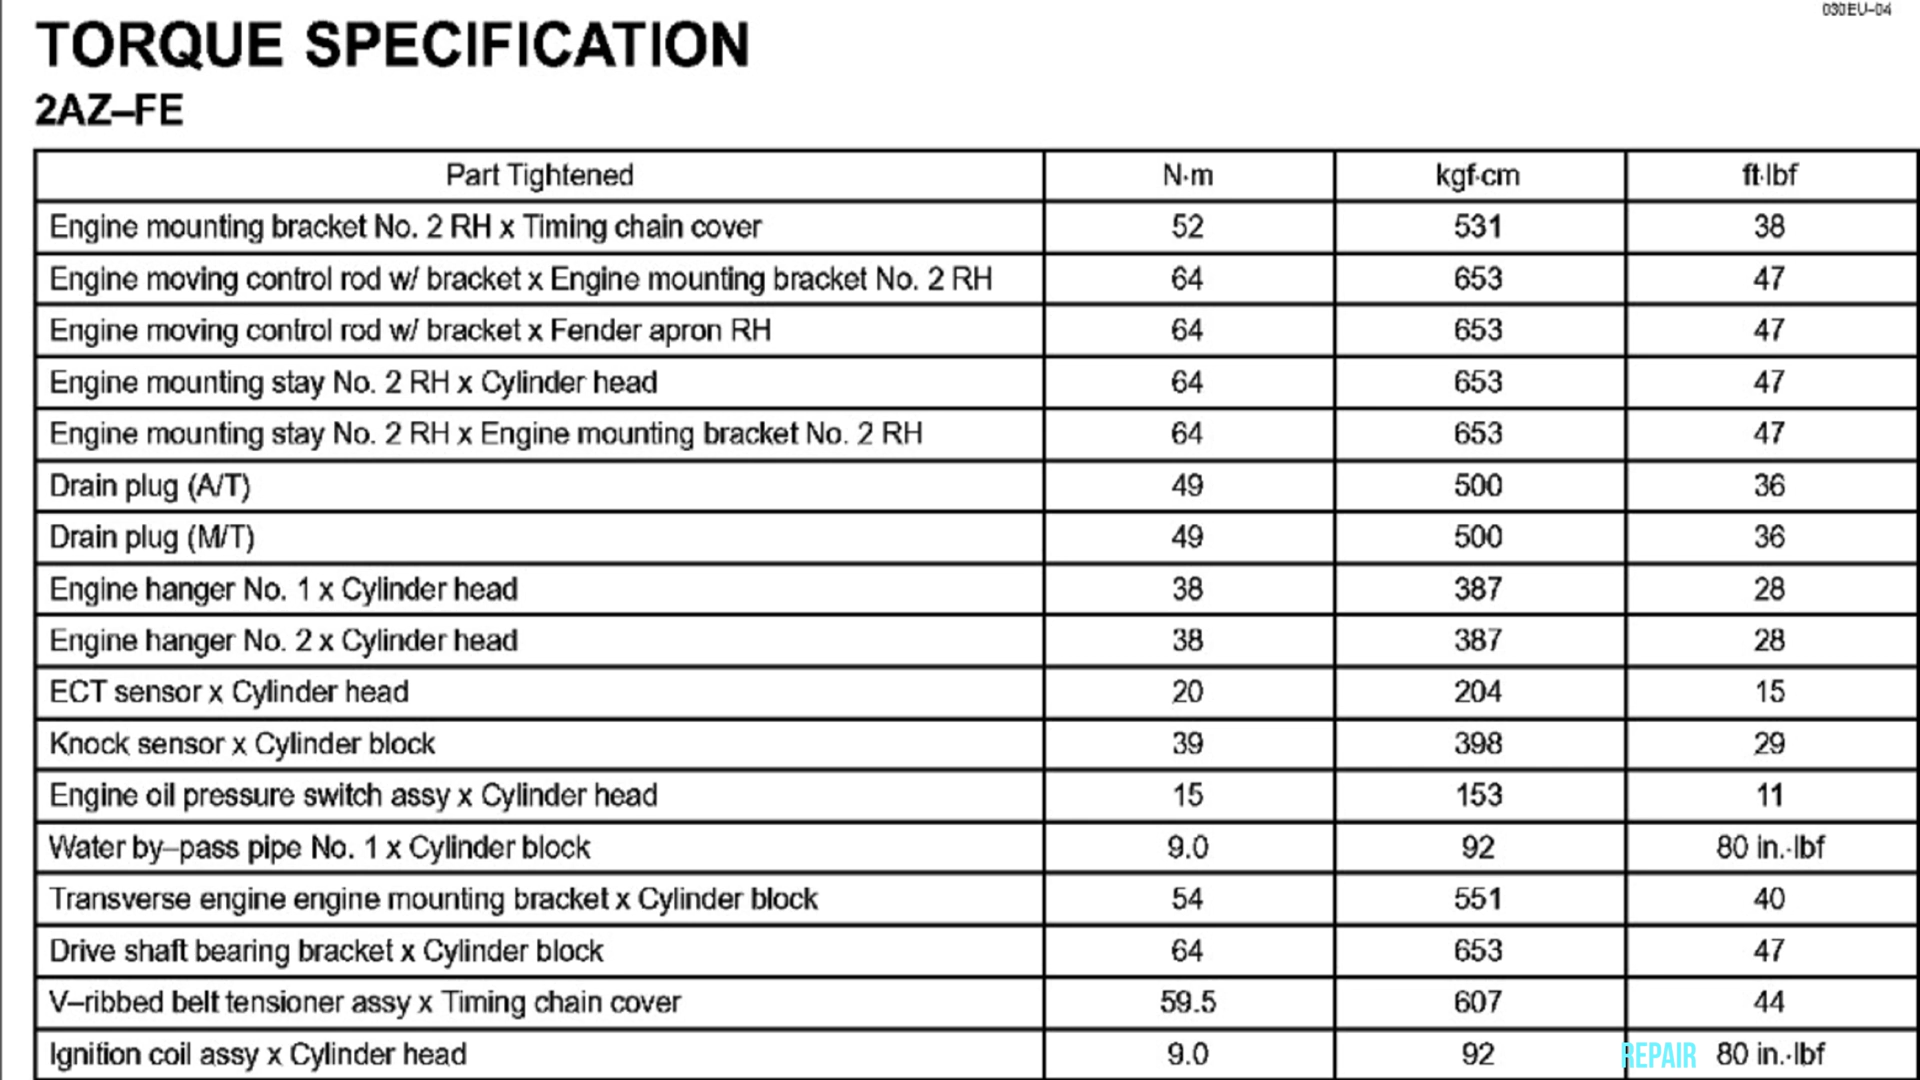 030EU–04
TORQUE SPECIFICATION
2AZ–FE
Part Tightened N·m kgf·cm ft·lbf
Engine mounting bracket No. 2 RH x Timing chain cover 52 531 38
Engine moving control rod w/ bracket x Engine mounting bracket No. 2 RH 64 653 47
Engine moving control rod w/ bracket x Fender apron RH 64 653 47
Engine mounting stay No. 2 RH x Cylinder head 64 653 47
Engine mounting stay No. 2 RH x Engine mounting bracket No. 2 RH 64 653 47
Drain plug (A/T) 49 500 36
Drain plug (M/T) 49 500 36
Engine hanger No. 1 x Cylinder head 38 387 28
Engine hanger No. 2 x Cylinder head 38 387 28
ECT sensor x Cylinder head 20 204 15
Knock sensor x Cylinder block 39 398 29
Engine oil pressure switch assy x Cylinder head 15 153 11
Water by–pass pipe No. 1 x Cylinder block 9.0 92 80 in.·lbf
Transverse engine engine mounting bracket x Cylinder block 54 551 40
Drive shaft bearing bracket x Cylinder block 64 653 47
V–ribbed belt tensioner assy x Timing chain cover 59.5 607 44
Ignition coil assy x Cylinder head 9.0 92 80 in.·lbf
REPAIR